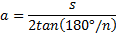 a = s / 2tan(180°/n)